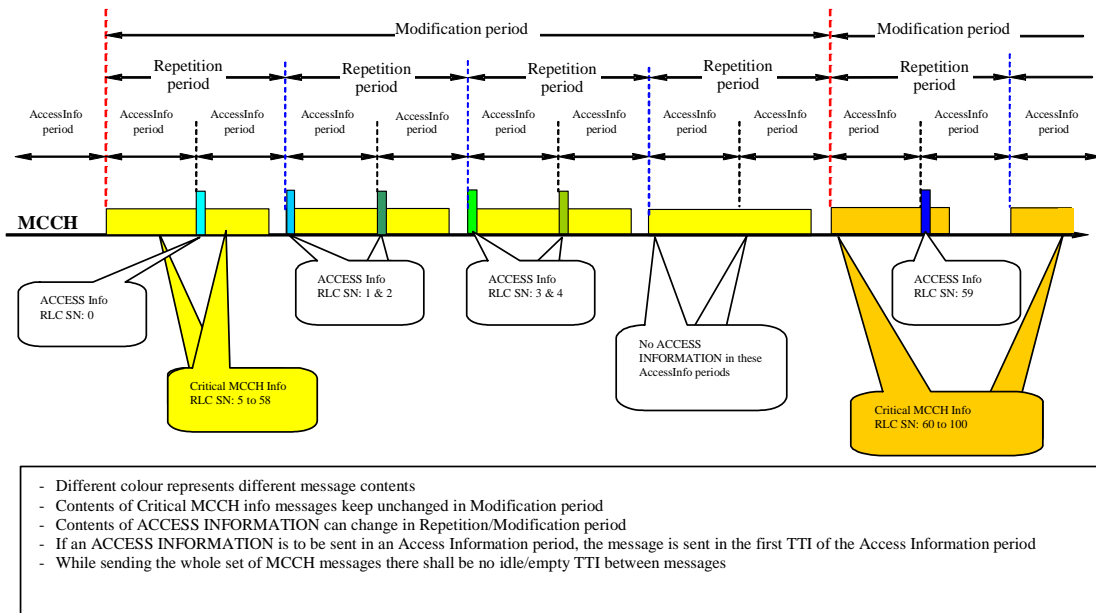 Modification period
Modification period
Repetition
period
Repetition
period
Repetition
period
Repetition
period
Repetition
period
AccessInfo
period
AccessInfo
period
AccessInfo
period
AccessInfo
period
AccessInfo
period
AccessInfo
period
AccessInfo
period
AccessInfo
period
AccessInfo
period
AccessInfo
period
AccessInfo
period
AccessInfo
period
MCCH
ACCESS Info
RLC SN: 0
ACCESS Info
RLC SN: 1 & 2
ACCESS Info
RLC SN: 3 & 4
ACCESS Info
RLC SN: 59
No ACCESS
INFORMATION in these
AccessInfo periods
Critical MCCH Info
RLC SN: 5 to 58
Critical MCCH Info
RLC SN: 60 to 100
- Different colour represents different message contents
- Contents of Critical MCCH info messages keep unchanged in Modification period
- Contents of ACCESS INFORMATION can change in Repetition/Modification period
- If an ACCESS INFORMATION is to be sent in an Access Information period, the message is sent in the first TTI of the Access Information period
- While sending the whole set of MCCH messages there shall be no idle/empty TTI between messages